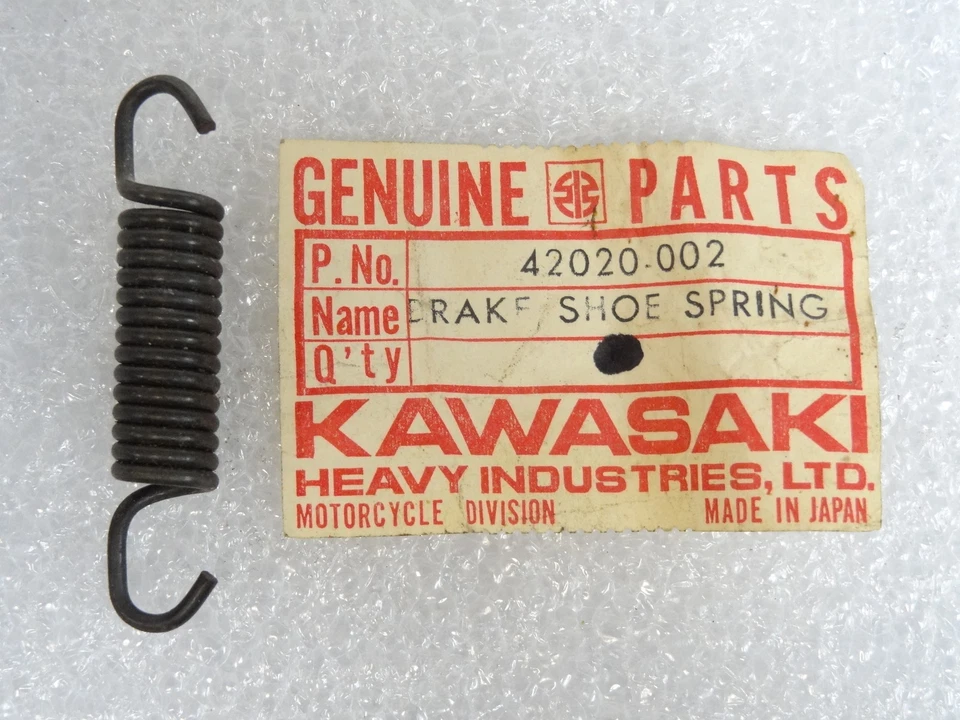 GENUINE PARTS
P. No. 42020-002
Name BRAKE SHOE SPRING
Q'ty
KAWASAKI
HEAVY INDUSTRIES, LTD.
MOTORCYCLE DIVISION MADE IN JAPAN